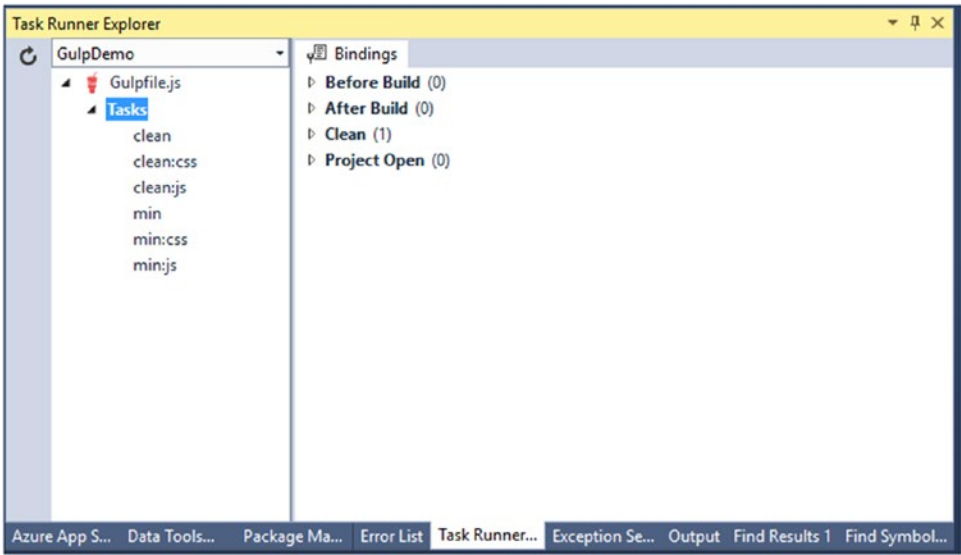 Task Runner Explorer
GulpDemo
Gulpfile.js
Tasks
clean
clean:css
clean:js
min
min:css
min:js
Bindings
Before Build (0)
After Build (0)
Clean (1)
Project Open (0)
Azure App S... Data Tools... Package Ma... Error List Task Runner... Exception Se... Output Find Results 1 Find Symbol...